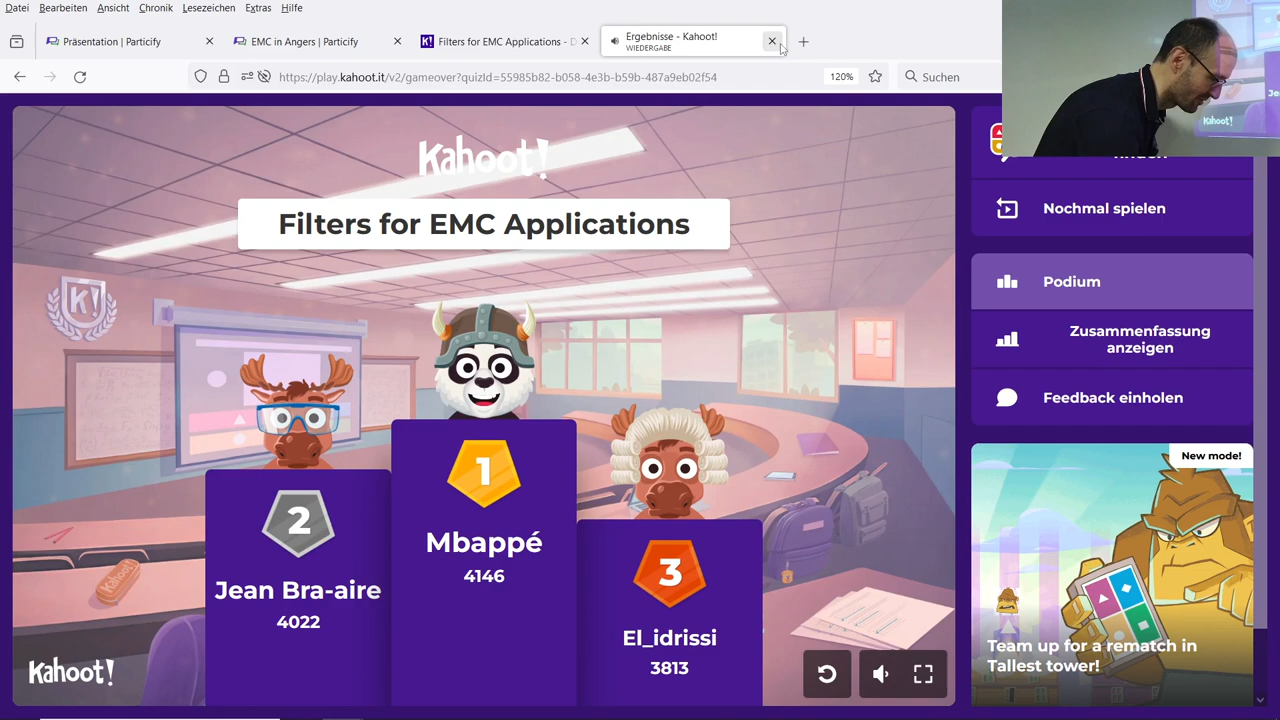 Datei Bearbeiten Ansicht Chronik Lesezeichen Extras Hilfe
Präsentation | Particify
EMC in Angers | Particify
Filters for EMC Applications - D
Ergebnisse - Kahoot!
WIEDERGABE
https://play.kahoot.it/v2/gameover?quizId=55985b82-b058-4e3b-b59b-487a9eb02f54
120%
Suchen
Kahoot!
Filters for EMC Applications
K!
1
Mbappé
4146
2
Jean Bra-aire
4022
3
El_idrissi
3813
Kahoot!
Kahoot!
Nochmal spielen
Podium
Zusammenfassung
anzeigen
Feedback einholen
New mode!
Team up for a rematch in
Tallest tower!
Kahoot!